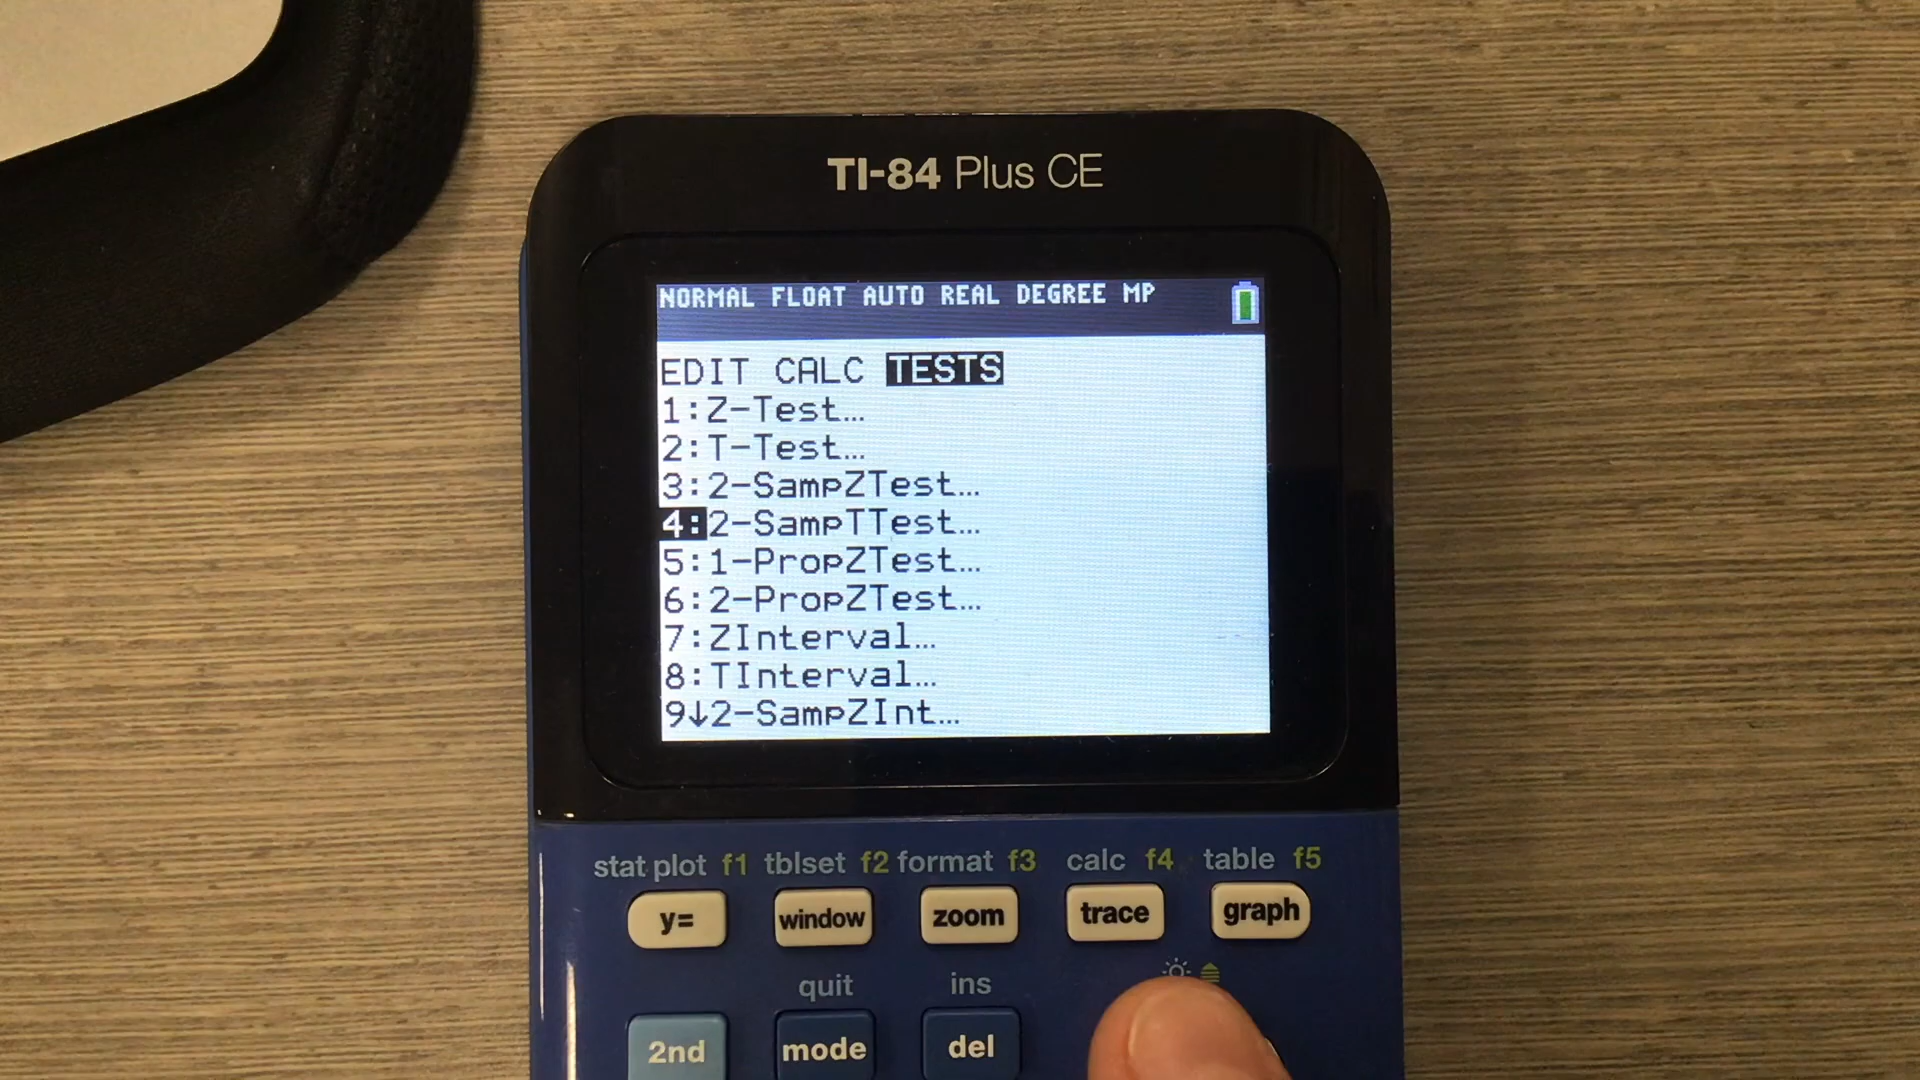 TI-84 Plus CE
NORMAL FLOAT AUTO REAL DEGREE MP
EDIT CALC TESTS
1:Z-Test…
2:T-Test…
3:2-SampZTest…
4:2-SampTTest…
5:1-PropZTest…
6:2-PropZTest…
7:ZInterval…
8:TInterval…
9↓2-SampZInt…
stat plot f1 tblset f2 format f3 calc f4 table f5
y= window zoom trace graph
quit ins
2nd mode del